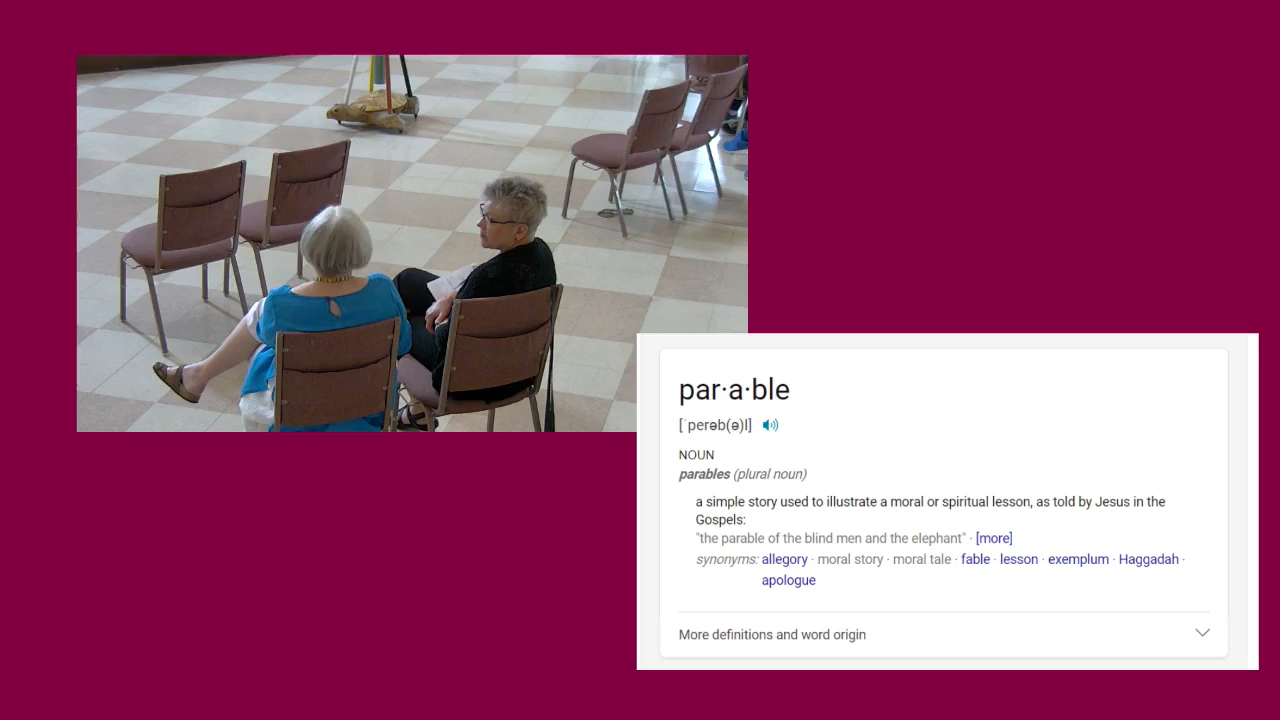 par·a·ble
[ˈperəb(ə)l]
NOUN
parables (plural noun)
a simple story used to illustrate a moral or spiritual lesson, as told by Jesus in the
Gospels:
"the parable of the blind men and the elephant" · [more]
synonyms: allegory · moral story · moral tale · fable · lesson · exemplum · Haggadah ·
apologue
More definitions and word origin